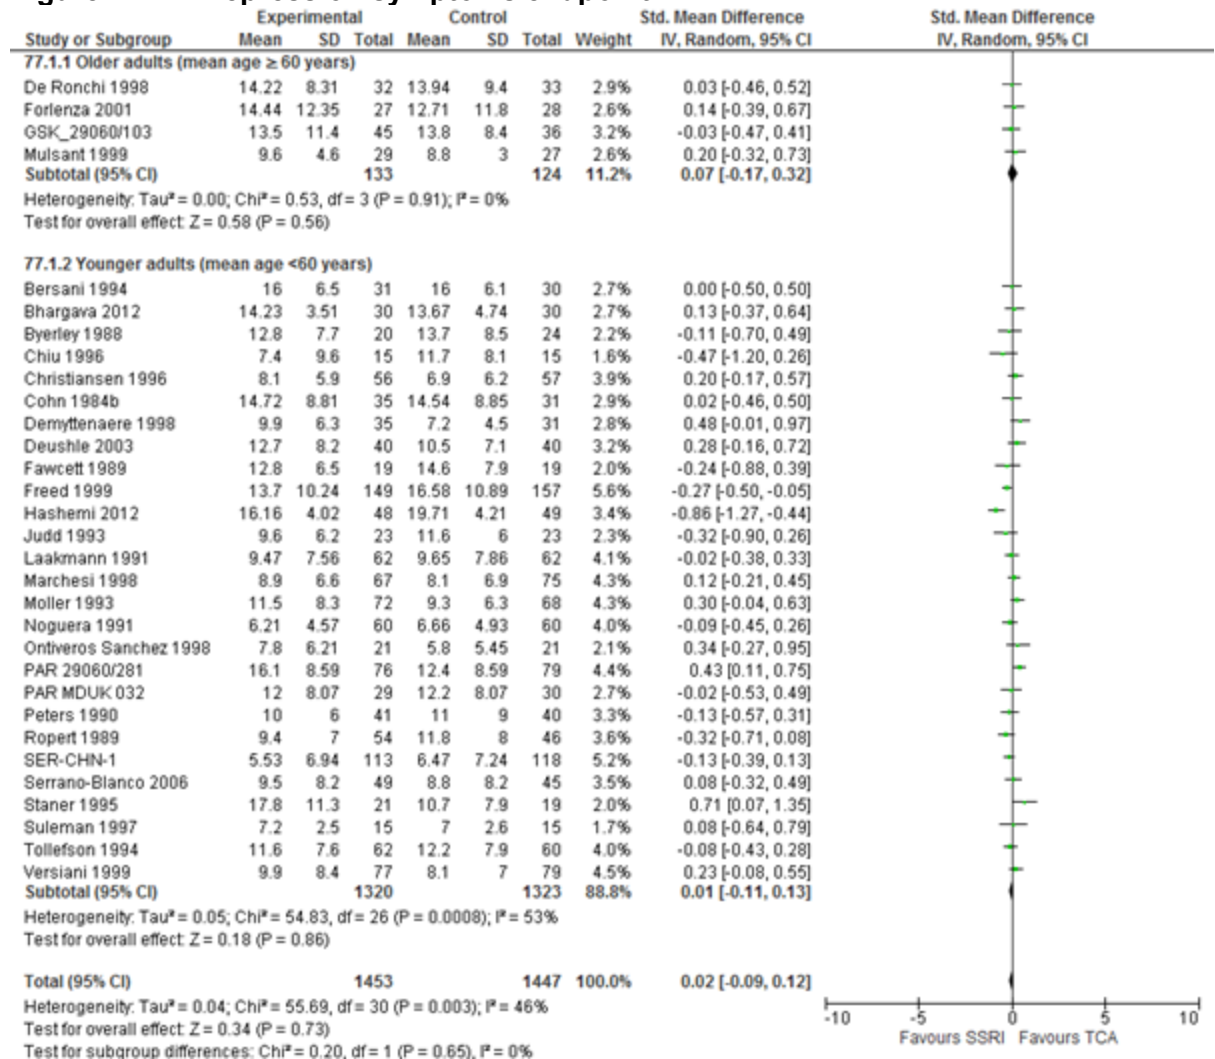 Experimental Control Std. Mean Difference Std. Mean Difference
Study or Subgroup Mean SD Total Mean SD Total Weight IV, Random, 95% CI IV, Random, 95% CI
77.1.1 Older adults (mean age ≥ 60 years)
De Ronchi 1998 14.22 8.31 32 13.94 9.4 33 2.9% 0.03 [-0.46, 0.52]
Forlenza 2001 14.44 12.35 27 12.71 11.8 28 2.6% 0.14 [-0.39, 0.67]
GSK_29060/103 13.5 11.4 45 13.8 8.4 36 3.2% -0.03 [-0.47, 0.41]
Mulsant 1999 9.6 4.6 29 8.8 3 27 2.6% 0.20 [-0.32, 0.73]
Subtotal (95% CI) 133 124 11.2% 0.07 [-0.17, 0.32]
Heterogeneity: Tau² = 0.00; Chi² = 0.53, df = 3 (P = 0.91); I² = 0%
Test for overall effect: Z = 0.58 (P = 0.56)
77.1.2 Younger adults (mean age <60 years)
Bersani 1994 16 6.5 31 16 6.1 30 2.7% 0.00 [-0.50, 0.50]
Bhargava 2012 14.23 3.51 30 13.67 4.74 30 2.7% 0.13 [-0.37, 0.64]
Byerley 1988 12.8 7.7 20 13.7 8.5 24 2.2% -0.11 [-0.70, 0.49]
Chiu 1996 7.4 9.6 15 11.7 8.1 15 1.6% -0.47 [-1.20, 0.26]
Christiansen 1996 8.1 5.9 56 6.9 6.2 57 3.9% 0.20 [-0.17, 0.57]
Cohn 1984b 14.72 8.81 35 14.54 8.85 31 2.9% 0.02 [-0.46, 0.50]
Demyttenaere 1998 9.9 6.3 35 7.2 4.5 31 2.8% 0.48 [-0.01, 0.97]
Deushle 2003 12.7 8.2 40 10.5 7.1 40 3.2% 0.28 [-0.16, 0.72]
Fawcett 1989 12.8 6.5 19 14.6 7.9 19 2.0% -0.24 [-0.88, 0.39]
Freed 1999 13.7 10.24 149 16.58 10.89 157 5.6% -0.27 [-0.50, -0.05]
Hashemi 2012 16.16 4.02 48 19.71 4.21 49 3.4% -0.86 [-1.27, -0.44]
Judd 1993 9.6 6.2 23 11.6 6 23 2.3% -0.32 [-0.90, 0.26]
Laakmann 1991 9.47 7.56 62 9.65 7.86 62 4.1% -0.02 [-0.38, 0.33]
Marchesi 1998 8.9 6.6 67 8.1 6.9 75 4.3% 0.12 [-0.21, 0.45]
Moller 1993 11.5 8.3 72 9.3 6.3 68 4.3% 0.30 [-0.04, 0.63]
Noguera 1991 6.21 4.57 60 6.66 4.93 60 4.0% -0.09 [-0.45, 0.26]
Ontiveros Sanchez 1998 7.8 6.21 21 5.8 5.45 21 2.1% 0.34 [-0.27, 0.95]
PAR 29060/281 16.1 8.59 76 12.4 8.59 79 4.4% 0.43 [0.11, 0.75]
PAR MDUK 032 12 8.07 29 12.2 8.07 30 2.7% -0.02 [-0.53, 0.49]
Peters 1990 10 6 41 11 9 40 3.3% -0.13 [-0.57, 0.31]
Ropert 1989 9.4 7 54 11.8 8 46 3.6% -0.32 [-0.71, 0.08]
SER-CHN-1 5.53 6.94 113 6.47 7.24 118 5.2% -0.13 [-0.39, 0.13]
Serrano-Blanco 2006 9.5 8.2 49 8.8 8.2 45 3.5% 0.08 [-0.32, 0.49]
Staner 1995 17.8 11.3 21 10.7 7.9 19 2.0% 0.71 [0.07, 1.35]
Suleman 1997 7.2 2.5 15 7 2.6 15 1.7% 0.08 [-0.64, 0.79]
Tollefson 1994 11.6 7.6 62 12.2 7.9 60 4.0% -0.08 [-0.43, 0.28]
Versiani 1999 9.9 8.4 77 8.1 7 79 4.5% 0.23 [-0.08, 0.55]
Subtotal (95% CI) 1320 1323 88.8% 0.01 [-0.11, 0.13]
Heterogeneity: Tau² = 0.05; Chi² = 54.83, df = 26 (P = 0.0008); I² = 53%
Test for overall effect: Z = 0.18 (P = 0.86)
Total (95% CI) 1453 1447 100.0% 0.02 [-0.09, 0.12]
Heterogeneity: Tau² = 0.04; Chi² = 55.69, df = 30 (P = 0.003); I² = 46%
Test for overall effect: Z = 0.34 (P = 0.73)
Test for subgroup differences: Chi² = 0.20, df = 1 (P = 0.65), I² = 0%
-10 -5 0 5 10
Favours SSRI Favours TCA